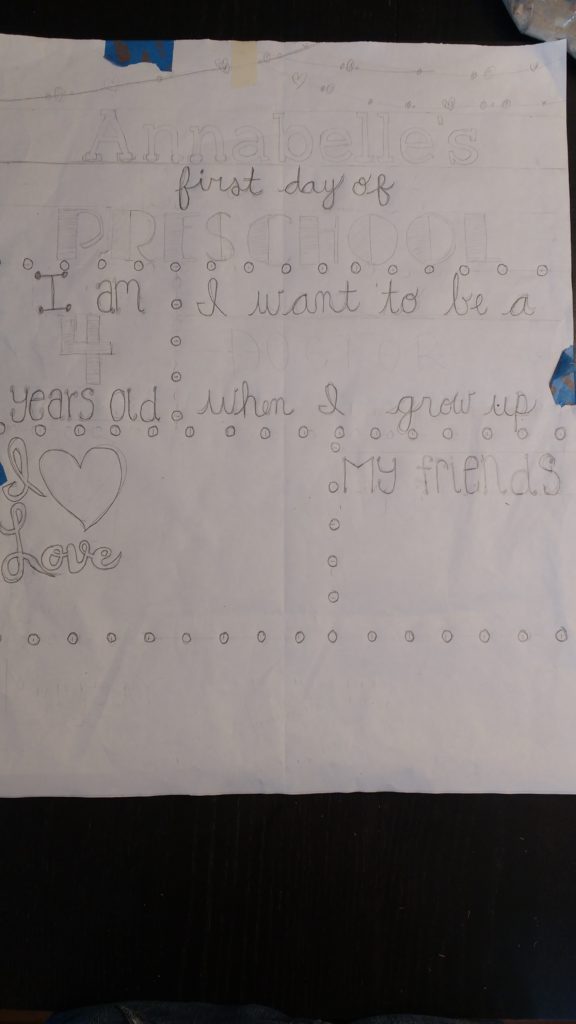 Annabelle's
first day of
PRESCHOOL
I am
4
years old
I want to be a
DOCTOR
when I grow up
I
Love
My friends